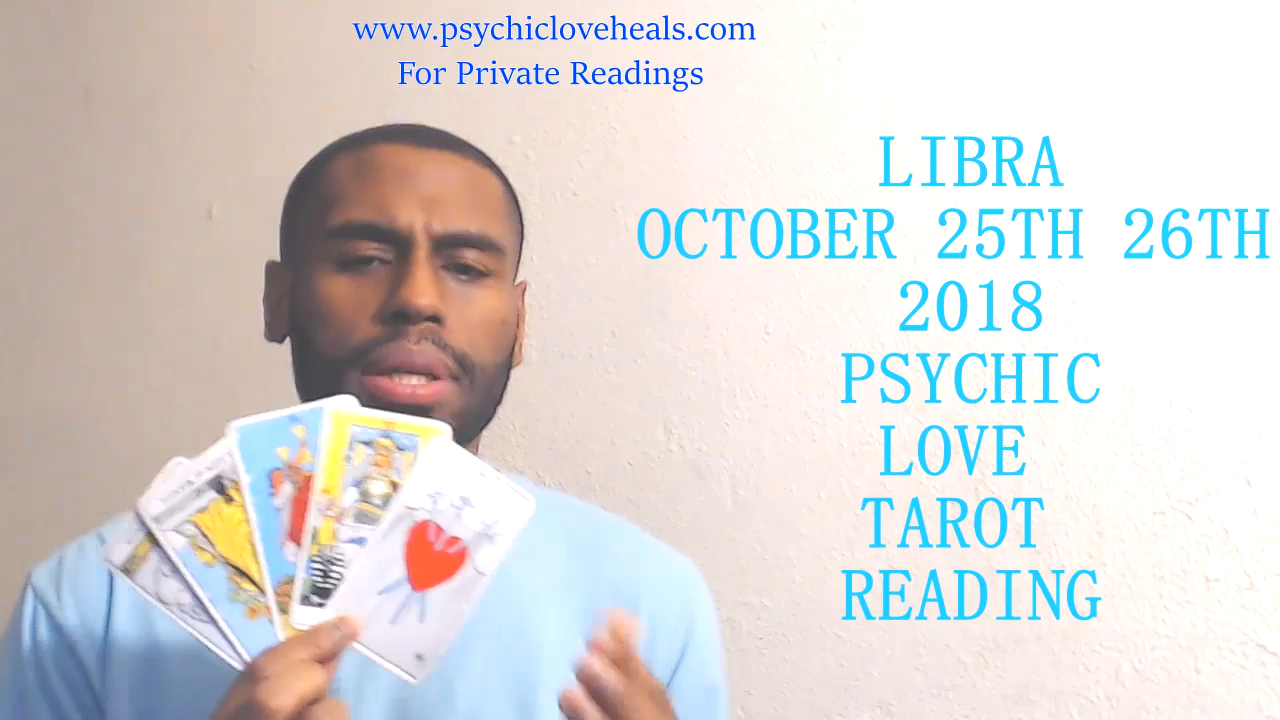 www.psychicloveheals.com
For Private Readings
LIBRA
OCTOBER 25TH 26TH
2018
PSYCHIC
LOVE
TAROT
READING